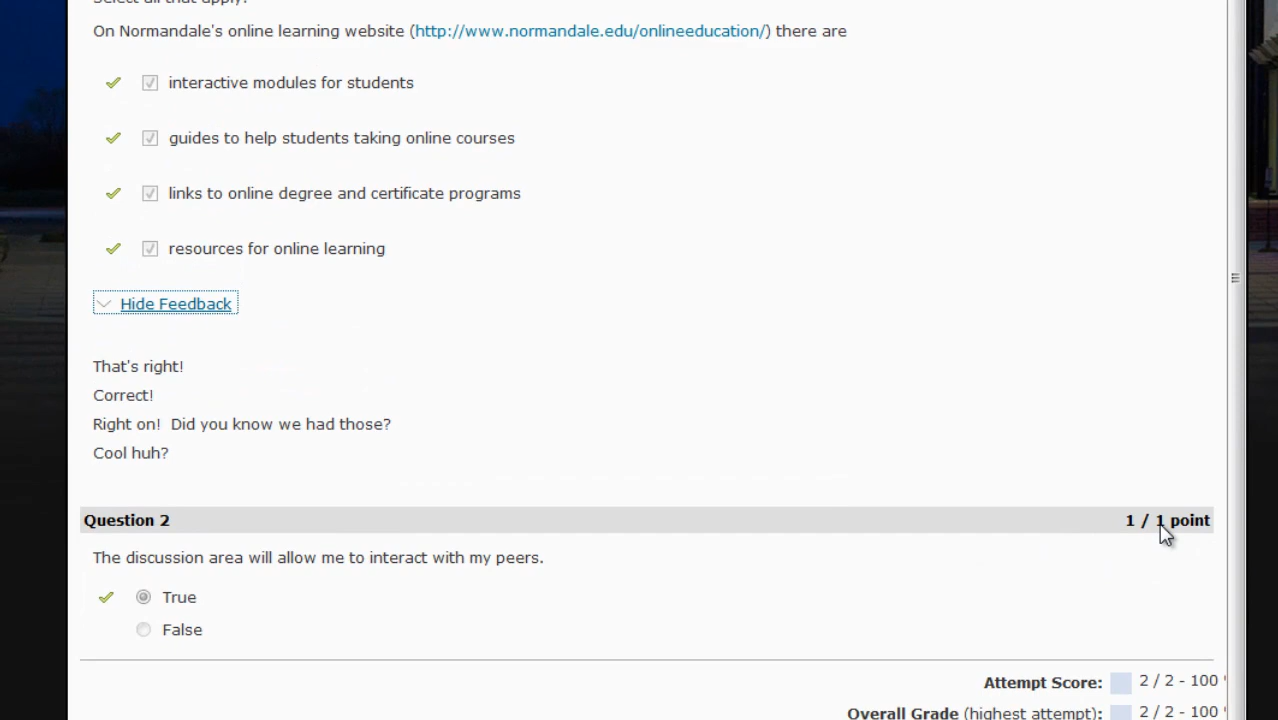 Select all that apply?
On Normandale's online learning website (http://www.normandale.edu/onlineeducation/) there are
interactive modules for students
guides to help students taking online courses
links to online degree and certificate programs
resources for online learning
Hide Feedback
That's right!
Correct!
Right on!  Did you know we had those?
Cool huh?
Question 2 1 / 1 point
The discussion area will allow me to interact with my peers.
True
False
Attempt Score: 2 / 2 - 100
Overall Grade (highest attempt): 2 / 2 - 100